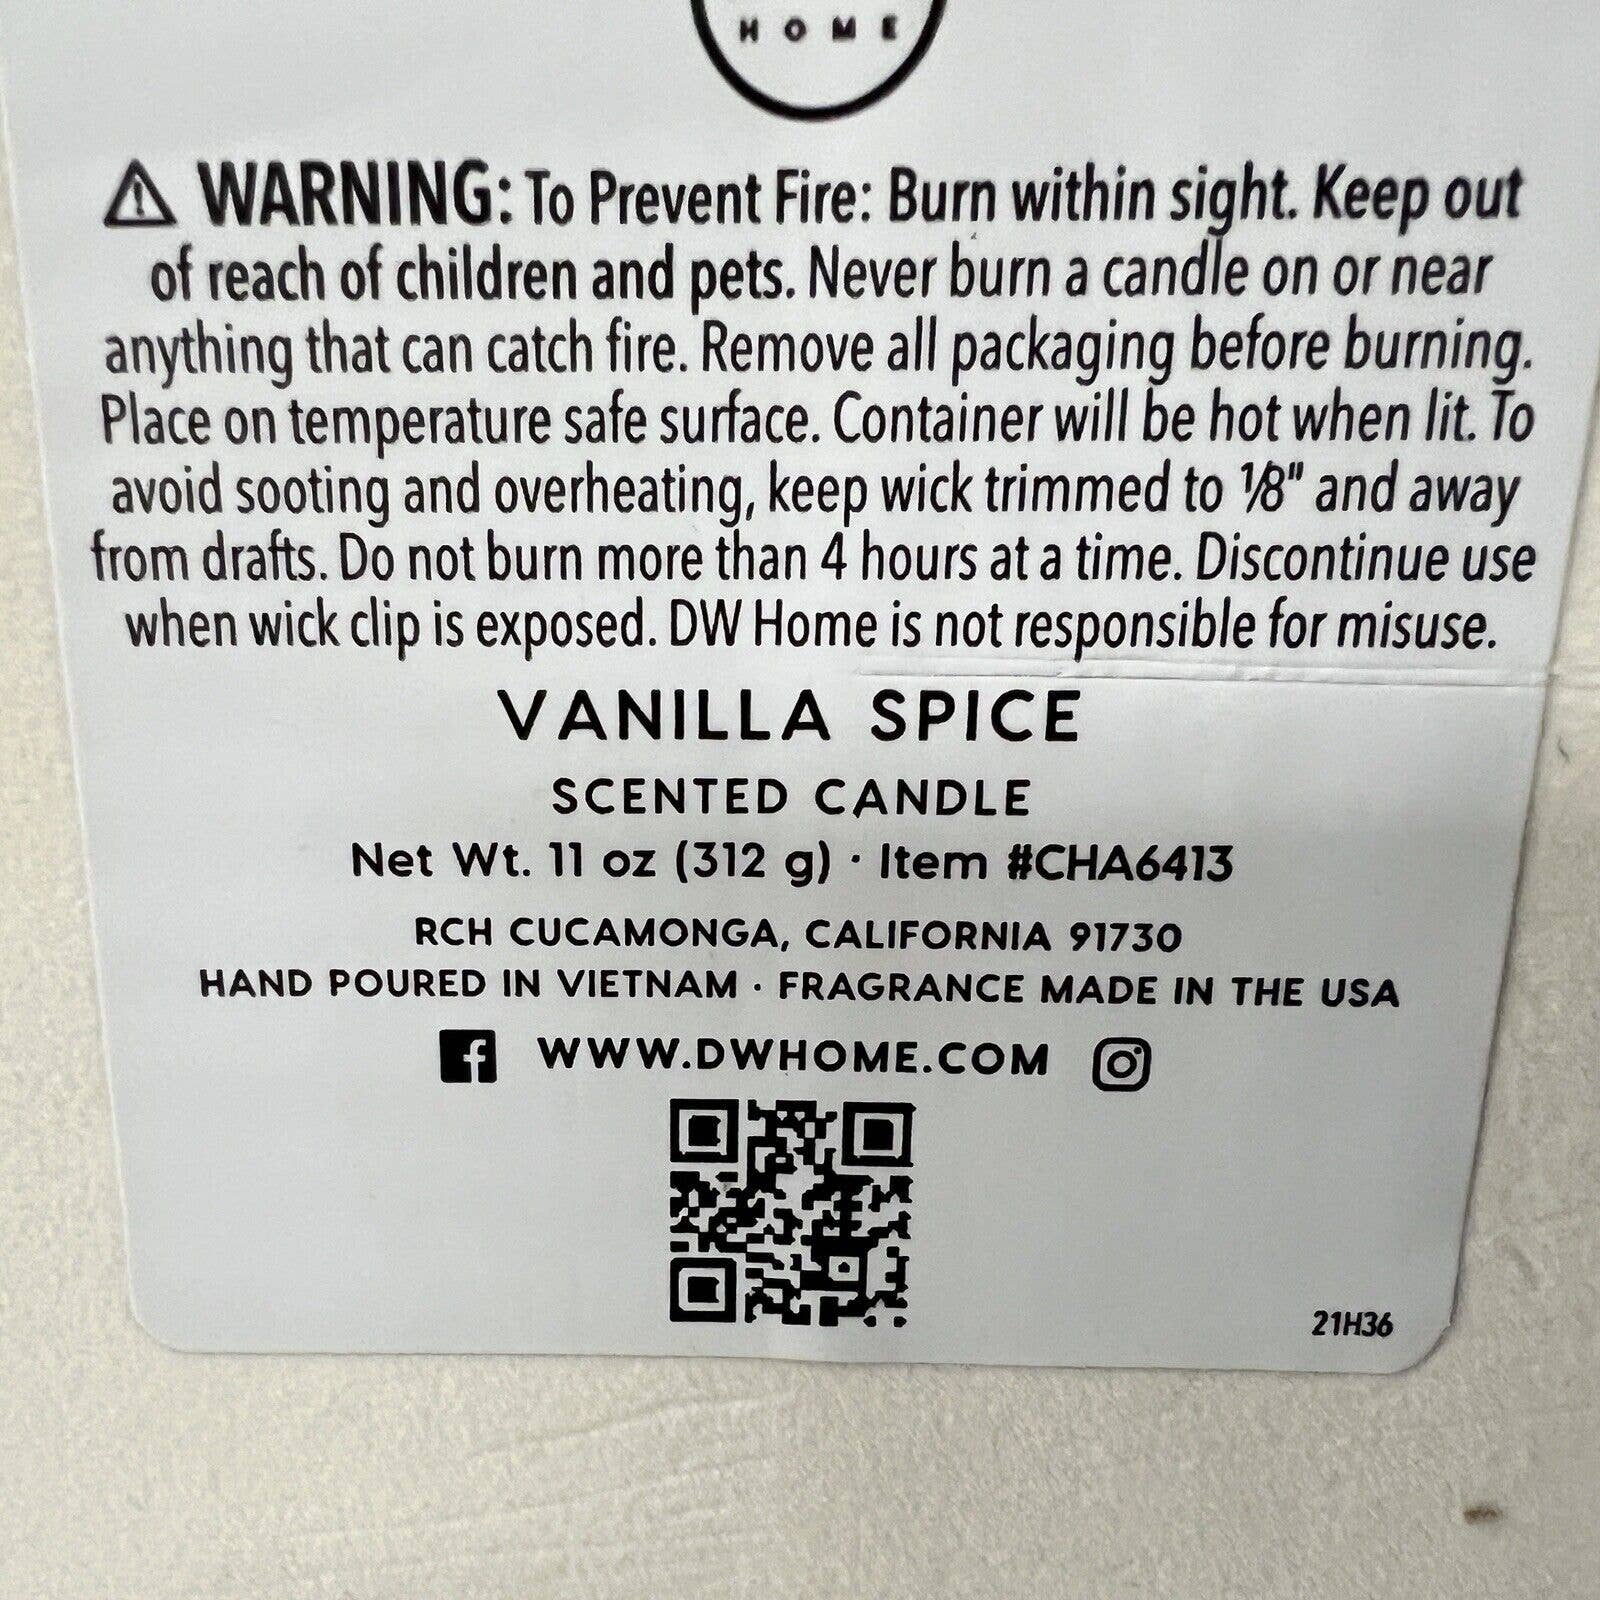 HOME
WARNING: To Prevent Fire: Burn within sight. Keep out
of reach of children and pets. Never burn a candle on or near
anything that can catch fire. Remove all packaging before burning.
Place on temperature safe surface. Container will be hot when lit. To
avoid sooting and overheating, keep wick trimmed to 1/8" and away
from drafts. Do not burn more than 4 hours at a time. Discontinue use
when wick clip is exposed. DW Home is not responsible for misuse.
VANILLA SPICE
SCENTED CANDLE
Net Wt. 11 oz (312 g) · Item #CHA6413
RCH CUCAMONGA, CALIFORNIA 91730
HAND POURED IN VIETNAM · FRAGRANCE MADE IN THE USA
WWW.DWHOME.COM
21H36